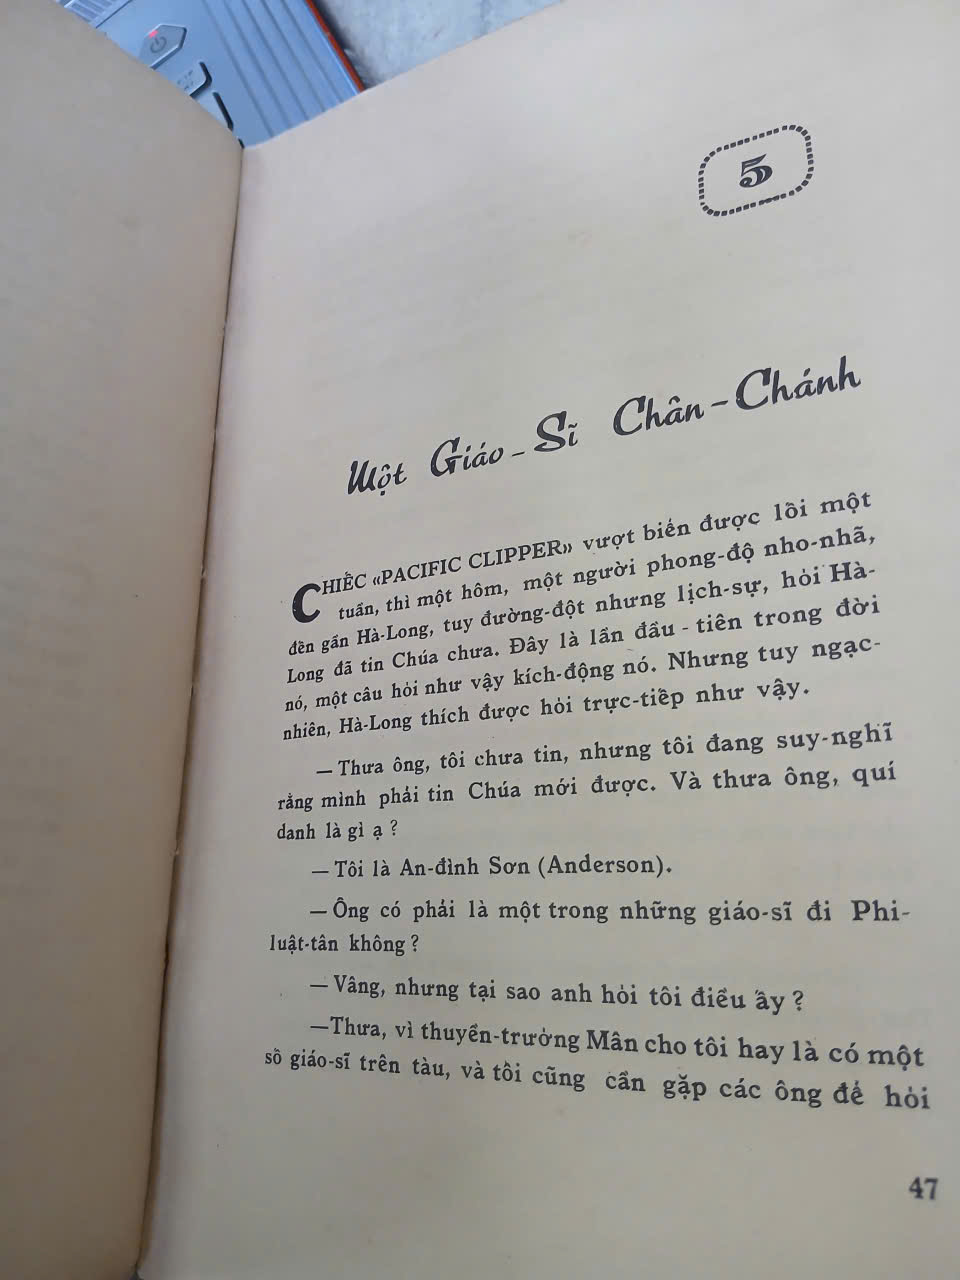 5
Một Giáo-Sĩ Chân-Chánh
CHIẾC «PACIFIC CLIPPER» vượt biển được lối một
tuần, thì một hôm, một người phong-độ nho-nhã,
đến gần Hà-Long, tuy đường-đột nhưng lịch-sự, hỏi Hà-
Long đã tin Chúa chưa. Đây là lần đầu-tiên trong đời
nó, một câu hỏi như vậy kích-động nó. Nhưng tuy ngạc-
nhiên, Hà-Long thích được hỏi trực-tiếp như vậy.
— Thưa ông, tôi chưa tin, nhưng tôi đang suy-nghĩ
rằng mình phải tin Chúa mới được. Và thưa ông, quí
danh là gì ạ ?
— Tôi là An-đình Sơn (Anderson).
— Ông có phải là một trong những giáo-sĩ đi Phi-
luật-tân không ?
— Vâng, nhưng tại sao anh hỏi tôi điều ấy ?
— Thưa, vì thuyền-trưởng Mân cho tôi hay là có một
số giáo-sĩ trên tàu, và tôi cũng cần gặp các ông để hỏi
47